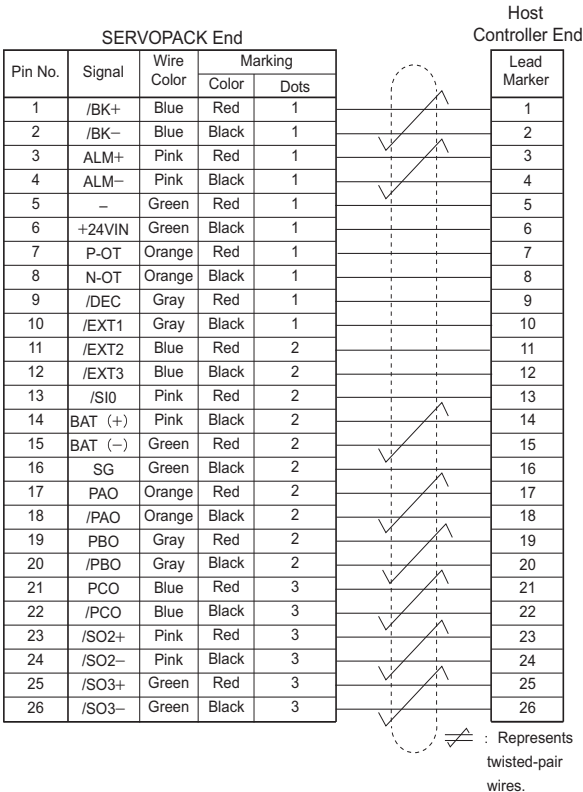 SERVOPACK End
Host
Controller End
Pin No. Signal Wire Color Marking Lead Marker
Color Dots
1 /BK+ Blue Red 1 1
2 /BK− Blue Black 1 2
3 ALM+ Pink Red 1 3
4 ALM− Pink Black 1 4
5 – Green Red 1 5
6 +24VIN Green Black 1 6
7 P-OT Orange Red 1 7
8 N-OT Orange Black 1 8
9 /DEC Gray Red 1 9
10 /EXT1 Gray Black 1 10
11 /EXT2 Blue Red 2 11
12 /EXT3 Blue Black 2 12
13 /SI0 Pink Red 2 13
14 BAT (+) Pink Black 2 14
15 BAT (−) Green Red 2 15
16 SG Green Black 2 16
17 PAO Orange Red 2 17
18 /PAO Orange Black 2 18
19 PBO Gray Red 2 19
20 /PBO Gray Black 2 20
21 PCO Blue Red 3 21
22 /PCO Blue Black 3 22
23 /SO2+ Pink Red 3 23
24 /SO2− Pink Black 3 24
25 /SO3+ Green Red 3 25
26 /SO3− Green Black 3 26
: Represents
twisted-pair
wires.